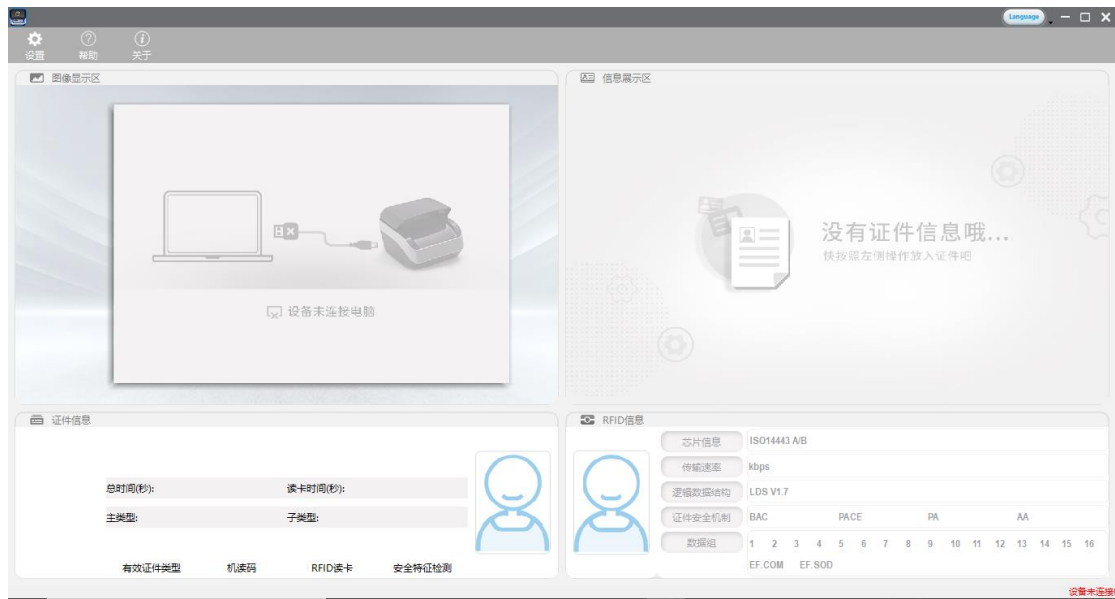 Language
设置 帮助 关于
图像显示区
设备未连接电脑
信息展示区
没有证件信息哦...
快按照左侧操作放入证件吧
证件信息
总时间(秒): 读卡时间(秒):
主类型: 子类型:
有效证件类型 机读码 RFID读卡 安全特征检测
RFID信息
芯片信息 ISO14443 A/B
传输速率 kbps
逻辑数据结构 LDS V1.7
证件安全机制 BAC PACE PA AA
数据组 1 2 3 4 5 6 7 8 9 10 11 12 13 14 15 16
EF.COM EF.SOD
设备未连接